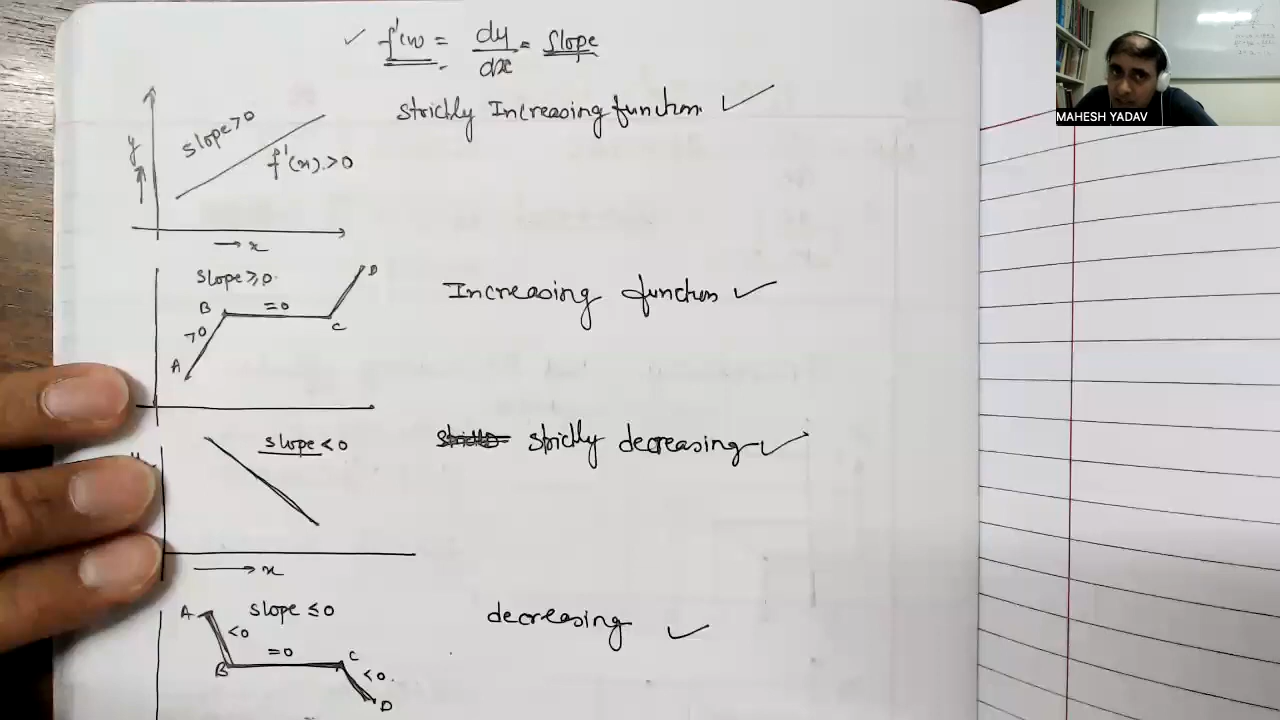 ✓ f'(x) = dy/dx = Slope
Strictly Increasing function ✓
slope > 0
f'(x) > 0
y
→ x
Slope ≥ 0
A
> 0
B
= 0
C
D
Increasing function ✓
slope < 0
strictly decreasing ✓
→ x
Slope ≤ 0
A
< 0
B
= 0
C
< 0
D
decreasing ✓
MAHESH YADAV